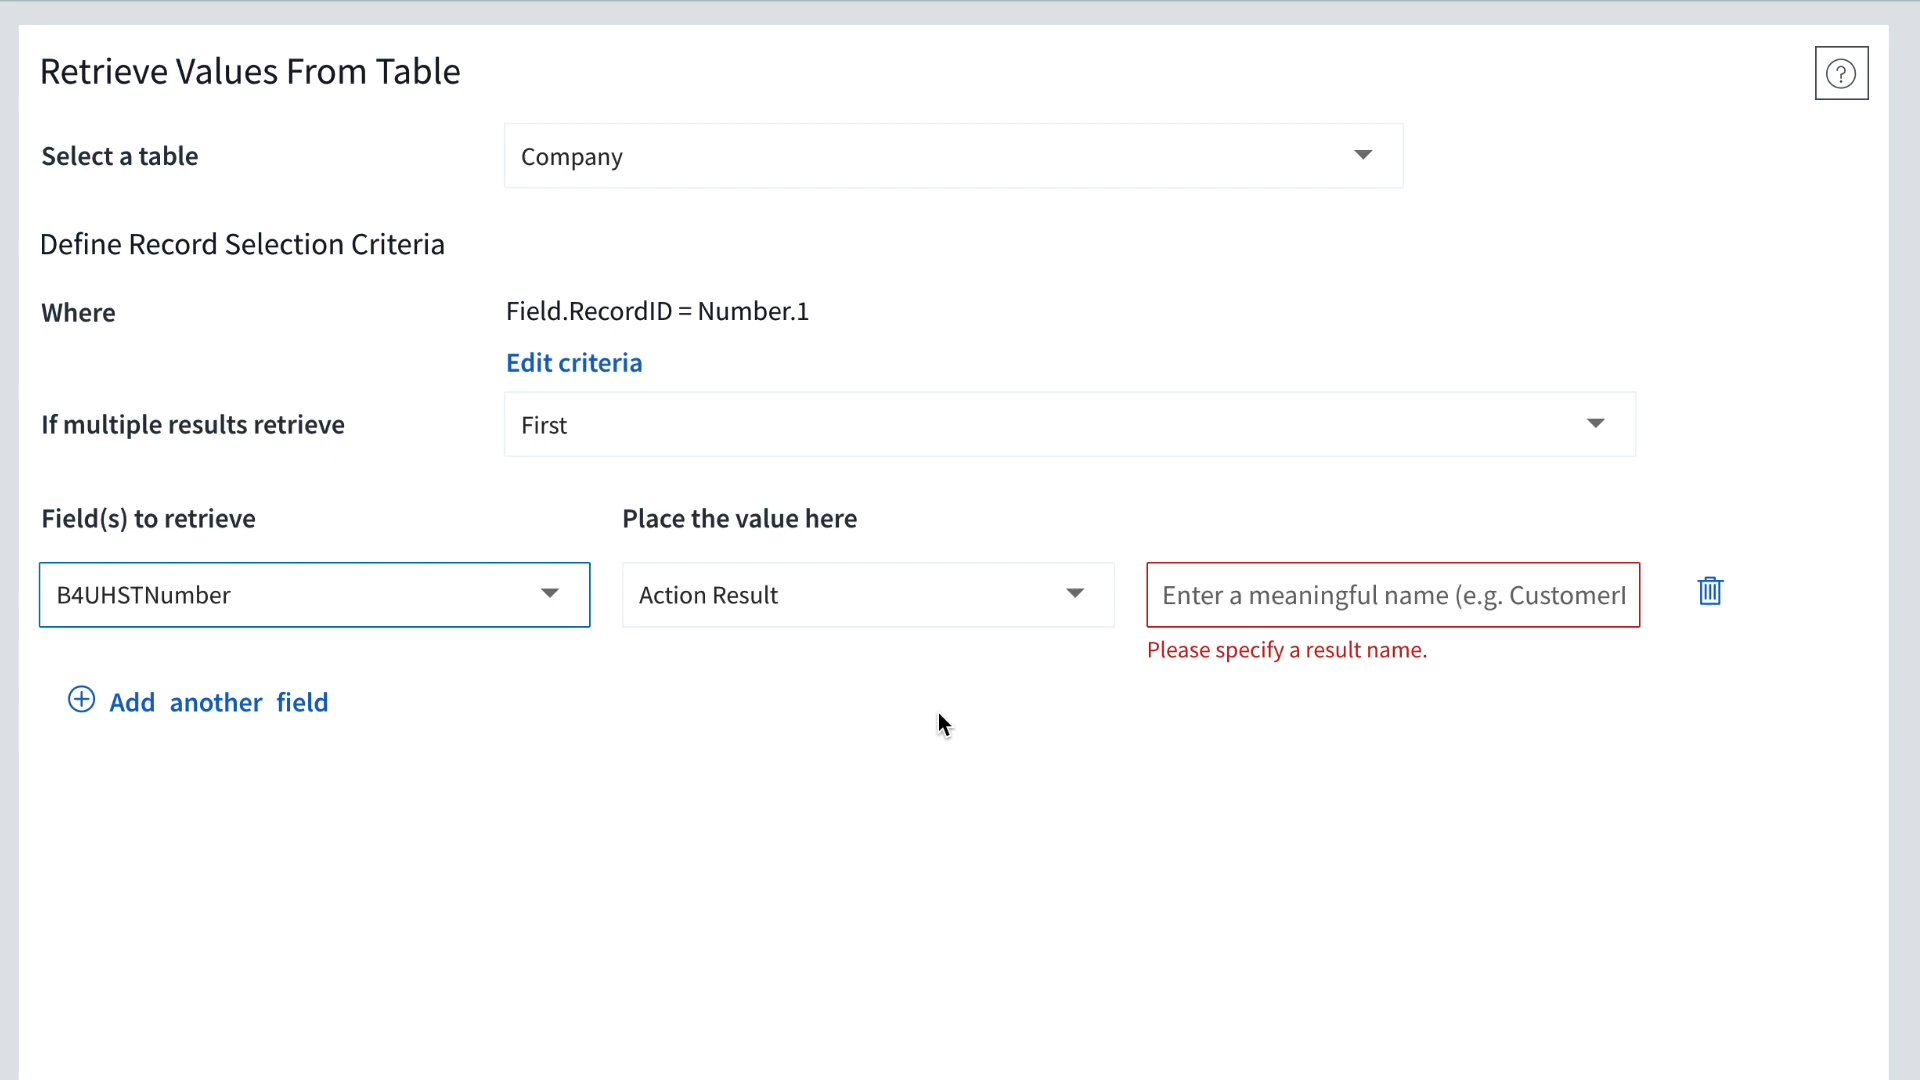 Retrieve Values From Table
?
Select a table
Company
Define Record Selection Criteria
Where
Field.RecordID = Number.1
Edit criteria
If multiple results retrieve
First
Field(s) to retrieve
Place the value here
B4UHSTNumber
Action Result
Enter a meaningful name (e.g. CustomerI
Please specify a result name.
Add another field